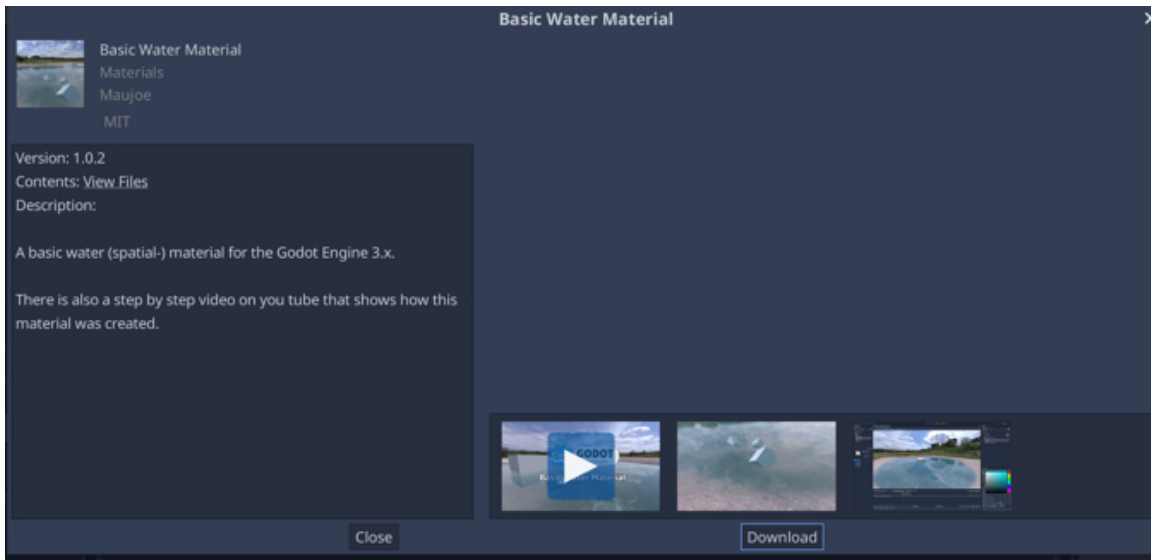 Basic Water Material
Basic Water Material
Materials
Maujoe
MIT
Version: 1.0.2
Contents: View Files
Description:
A basic water (spatial-) material for the Godot Engine 3.x.
There is also a step by step video on you tube that shows how this
material was created.
GODOT
Basic Water Material
Close
Download